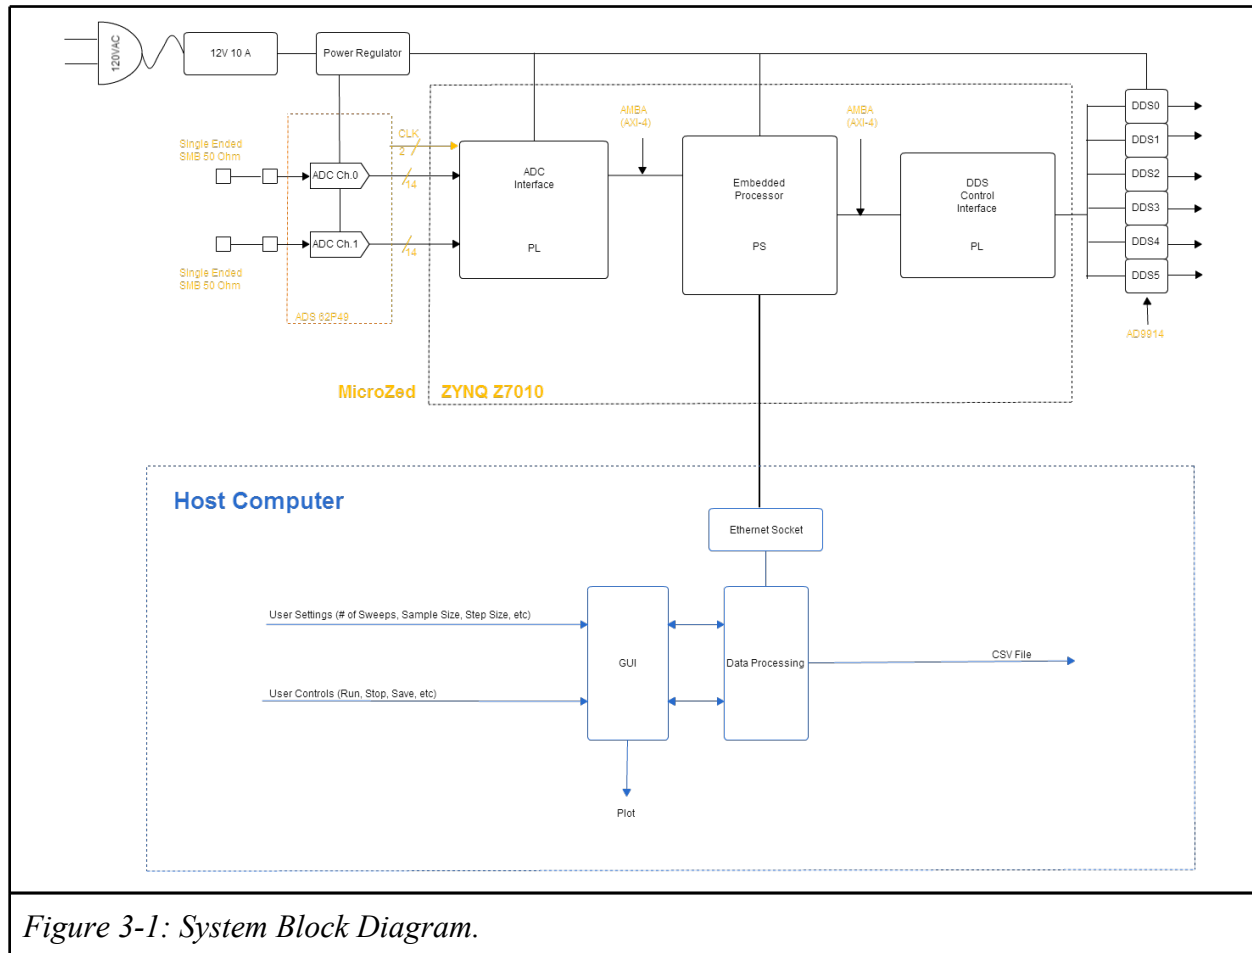 120VAC
12V 10 A
Power Regulator
AMBA
(AXI-4)
AMBA
(AXI-4)
DDS0
DDS1
DDS2
DDS3
DDS4
DDS5
AD9914
Single Ended
SMB 50 Ohm
CLK
2
ADC Ch.0
14
ADC Ch.1
14
Single Ended
SMB 50 Ohm
ADS 62P49
ADC
Interface
PL
Embedded
Processor
PS
DDS
Control
Interface
PL
MicroZed
ZYNQ Z7010
Host Computer
Ethernet Socket
User Settings (# of Sweeps, Sample Size, Step Size, etc)
GUI
Data Processing
CSV File
User Controls (Run, Stop, Save, etc)
Plot
Figure 3-1: System Block Diagram.